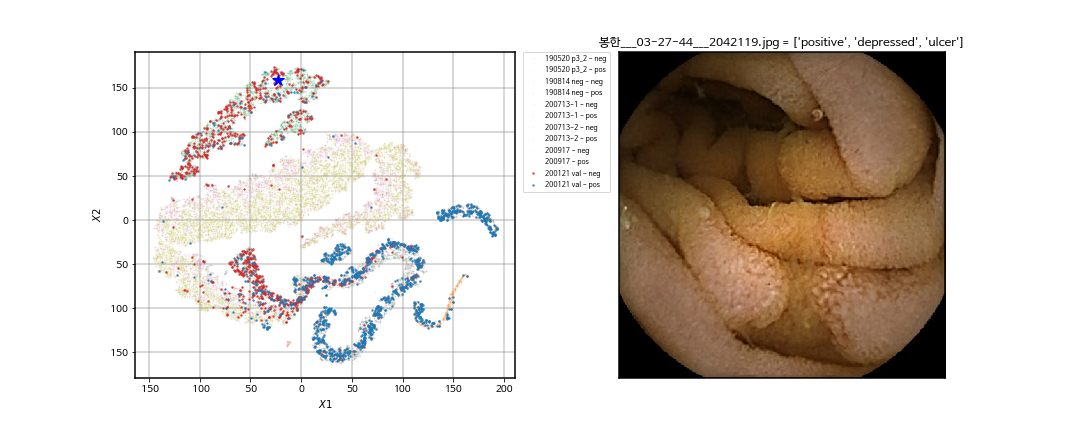 봉한___03-27-44___2042119.jpg = ['positive', 'depressed', 'ulcer']
150
100
50
0
50
100
150
X2
150 100 50 0 50 100 150 200
X1
190520 p3_2 - neg
190520 p3_2 - pos
190814 neg - neg
190814 neg - pos
200713-1 - neg
200713-1 - pos
200713-2 - neg
200713-2 - pos
200917 - neg
200917 - pos
200121 val - neg
200121 val - pos